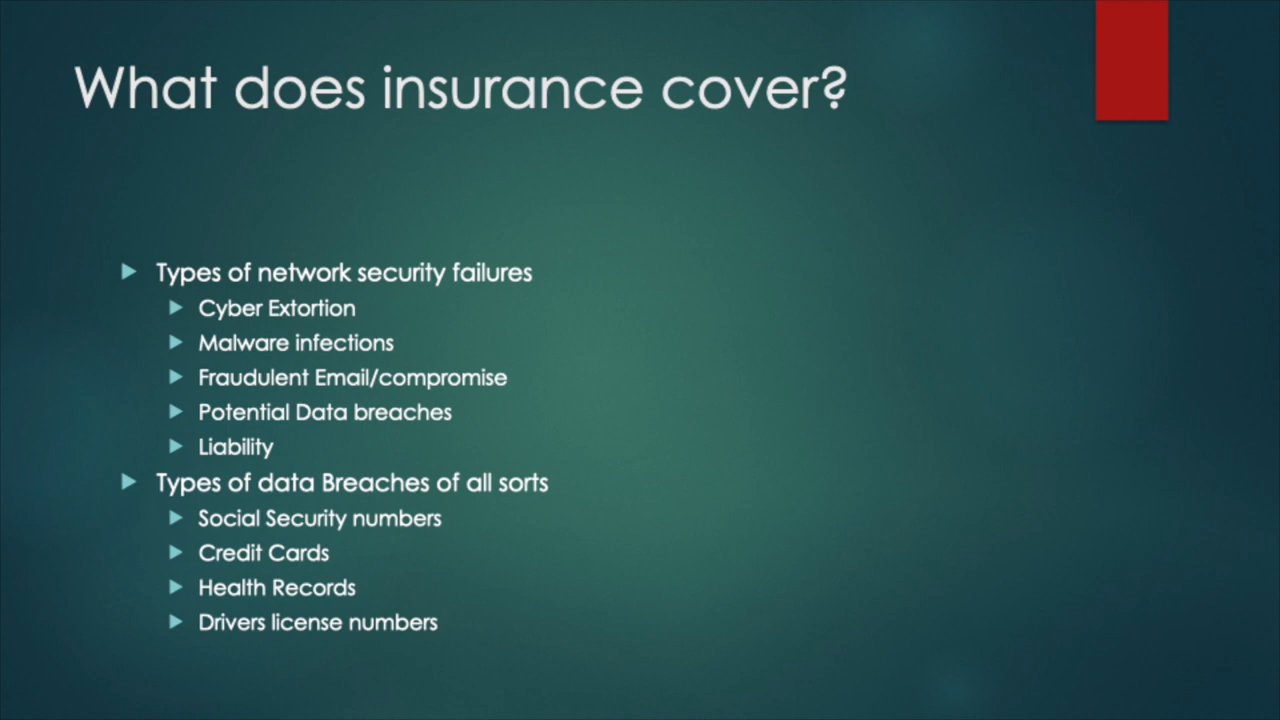 What does insurance cover?
Types of network security failures
Cyber Extortion
Malware infections
Fraudulent Email/compromise
Potential Data breaches
Liability
Types of data Breaches of all sorts
Social Security numbers
Credit Cards
Health Records
Drivers license numbers